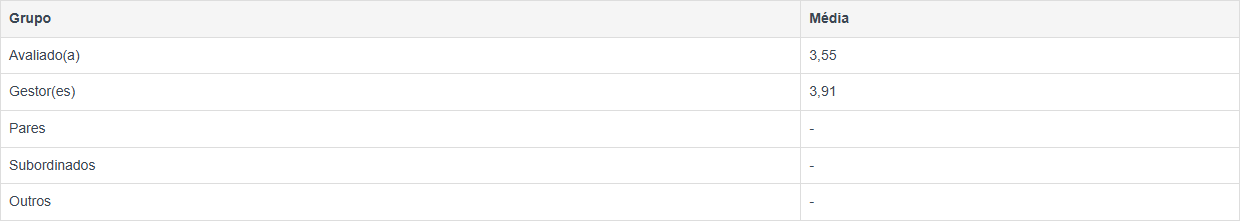 Grupo Média
Avaliado(a) 3,55
Gestor(es) 3,91
Pares -
Subordinados -
Outros -